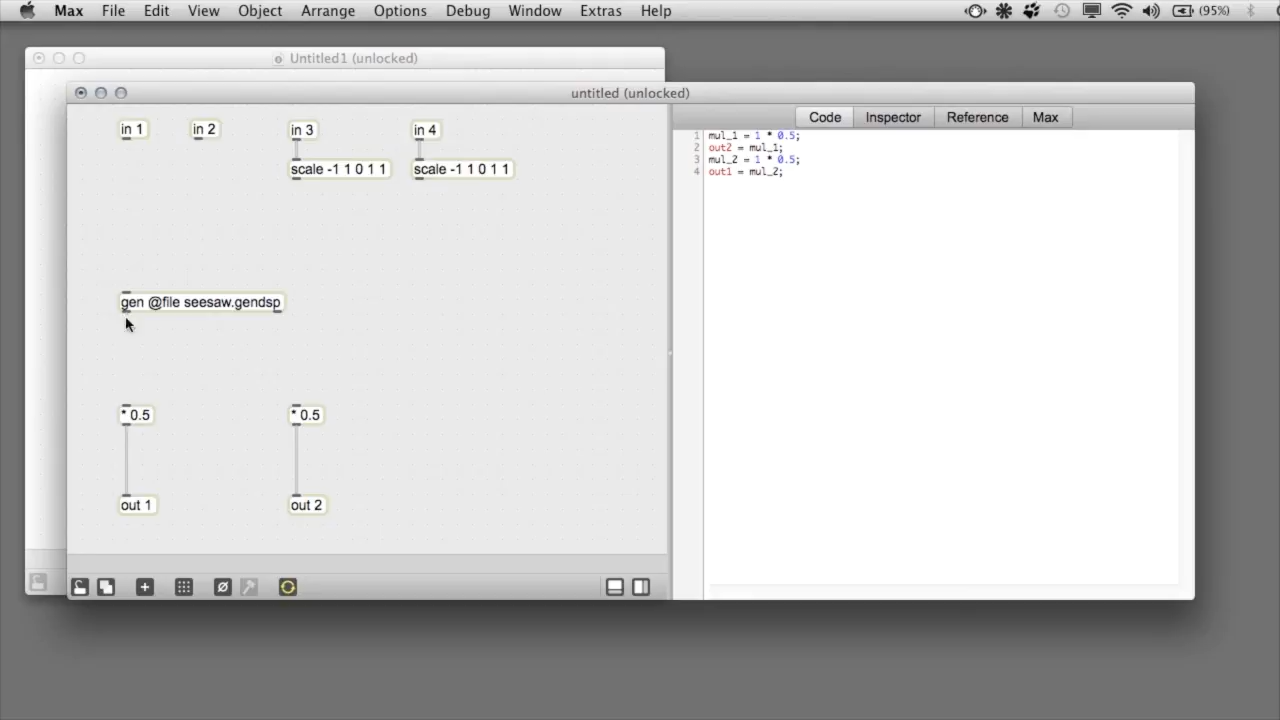 Max File Edit View Object Arrange Options Debug Window Extras Help (95%)
Untitled1 (unlocked)
untitled (unlocked)
Code Inspector Reference Max
in 1 in 2 in 3 in 4
scale -1 1 0 1 1 scale -1 1 0 1 1
gen @file seesaw.gendsp
* 0.5 * 0.5
out 1 out 2
1 mul_1 = 1 * 0.5;
2 out2 = mul_1;
3 mul_2 = 1 * 0.5;
4 out1 = mul_2;